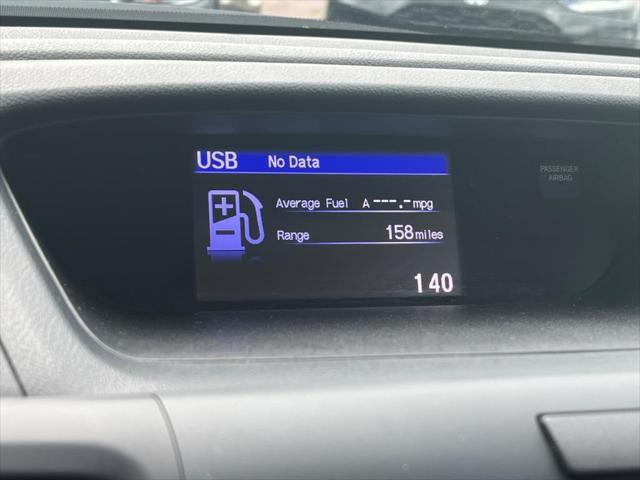 USB No Data
PASSENGER
AIRBAG
Average Fuel A ---.- mpg
Range 158 miles
140